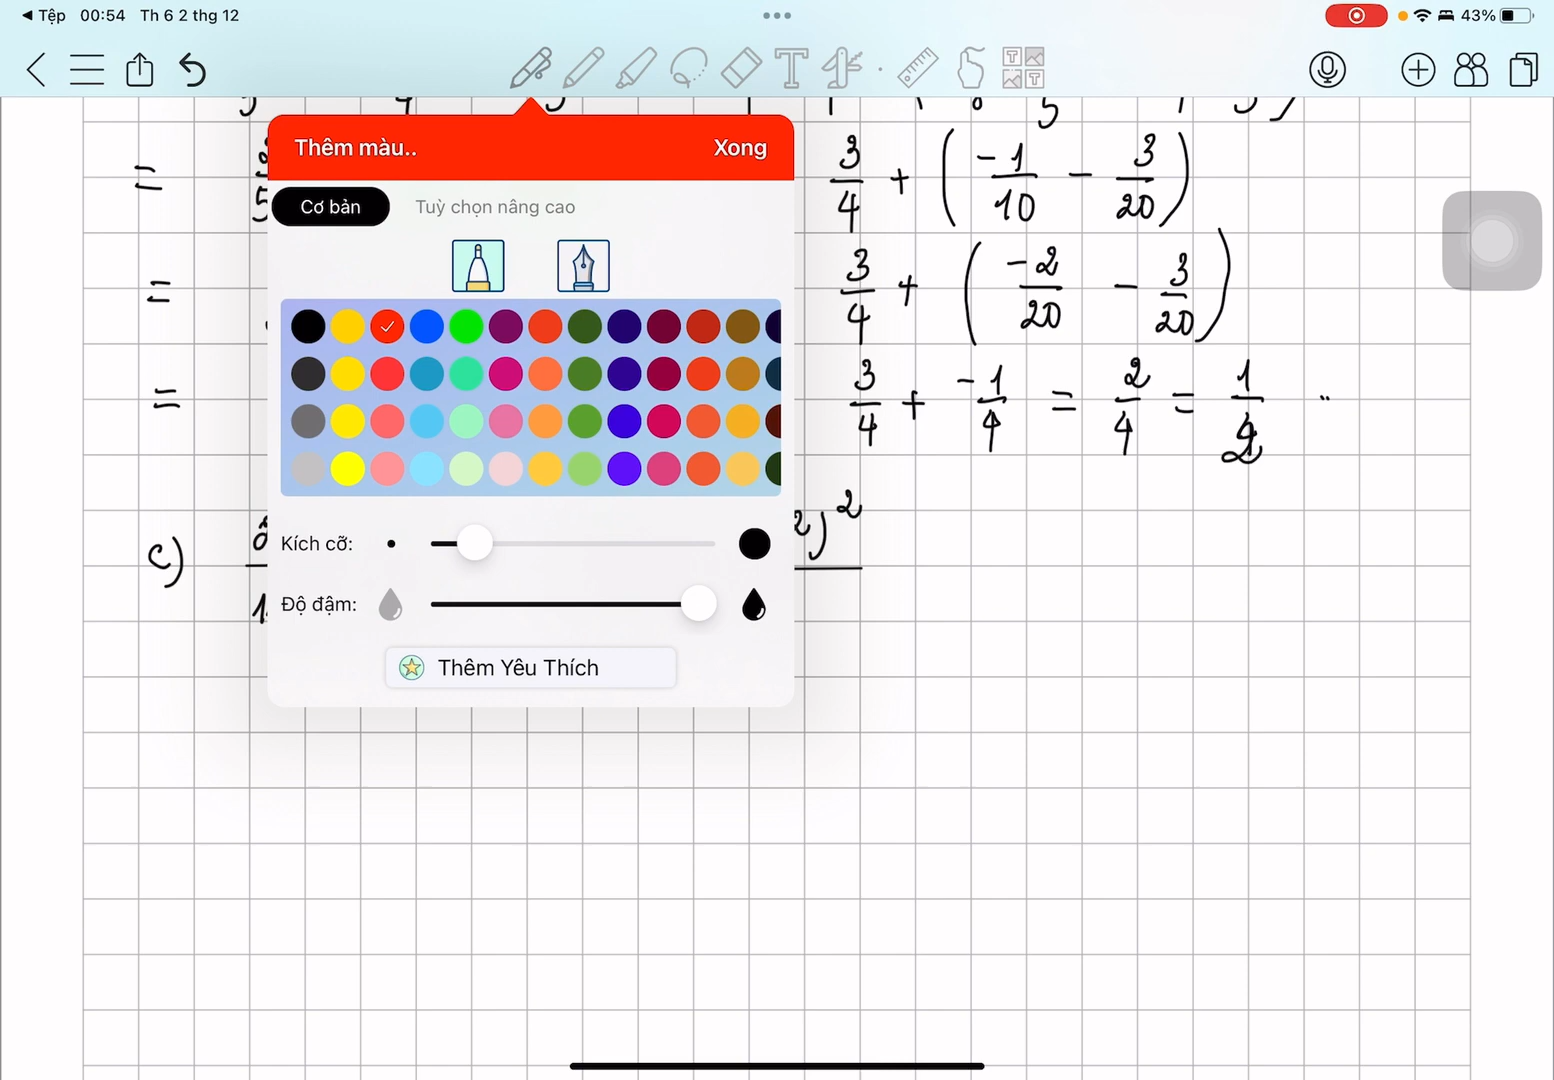 ◀ Tệp 00:54 Th 6 2 thg 12 43%
Thêm màu.. Xong
Cơ bản Tuỳ chọn nâng cao
Kích cỡ:
Độ đậm:
Thêm Yêu Thích
= 3/4 + (-1/10 - 3/20)
= 3/4 + (-2/20 - 3/20)
= 3/4 + -1/4 = 2/4 = 1/2
c) 2)²